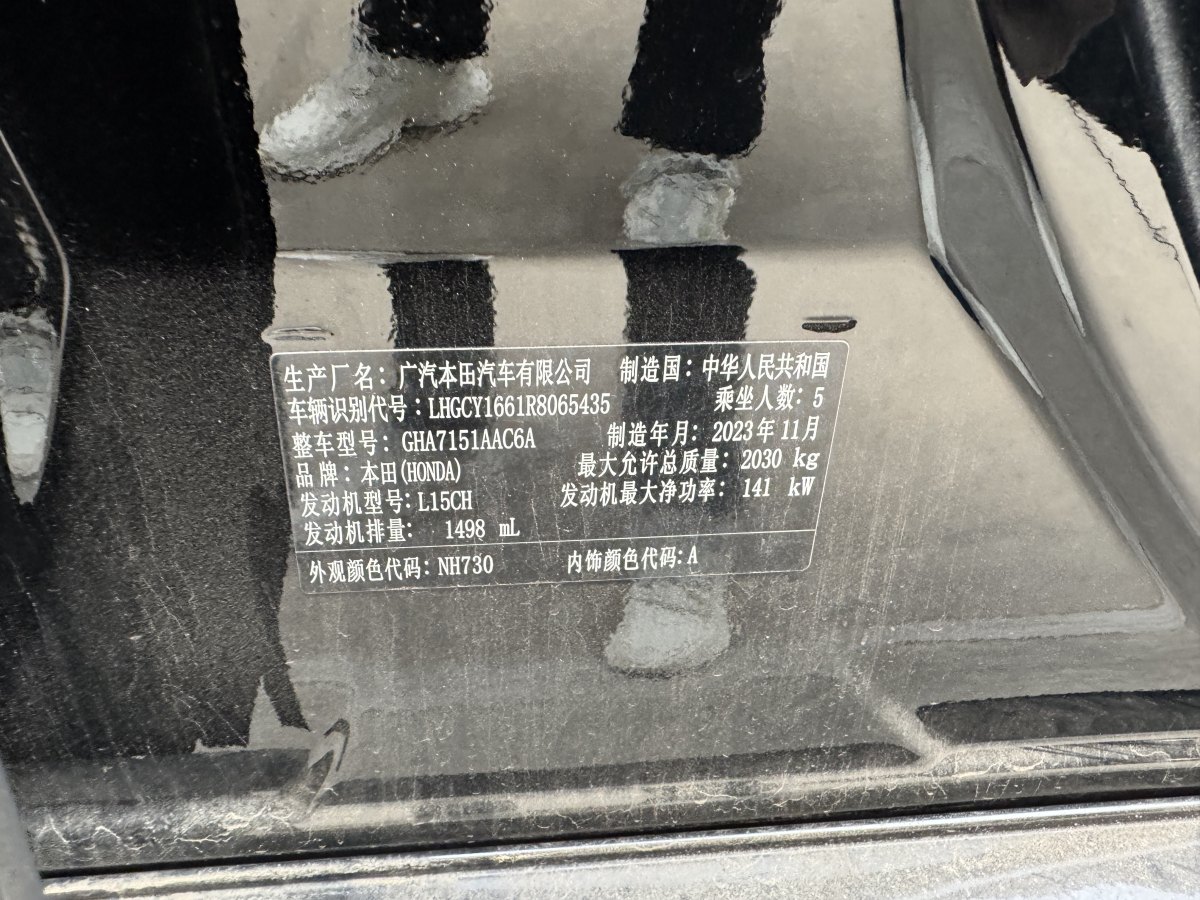 生产厂名：广汽本田汽车有限公司 制造国：中华人民共和国
车辆识别代号：LHGCY1661R8065435 乘坐人数：5
整车型号：GHA7151AAC6A 制造年月：2023年11月
品牌：本田(HONDA) 最大允许总质量：2030 kg
发动机型号：L15CH 发动机最大净功率：141 kW
发动机排量：1498 mL
外观颜色代码：NH730 内饰颜色代码：A